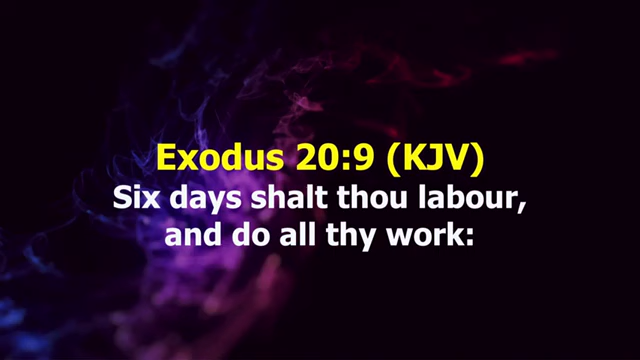 Exodus 20:9 (KJV)
Six days shalt thou labour,
and do all thy work: